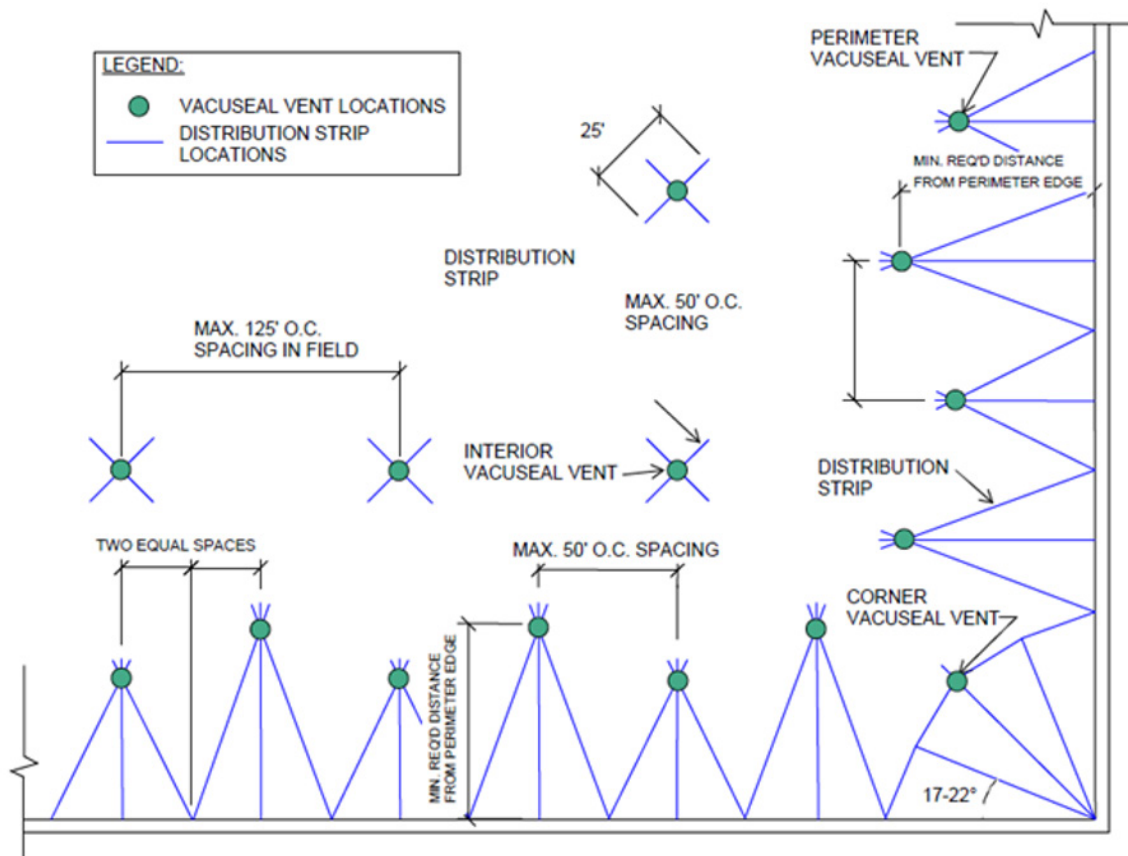 LEGEND:
VACUSEAL VENT LOCATIONS
DISTRIBUTION STRIP
LOCATIONS
PERIMETER
VACUSEAL VENT
25'
MIN. REQ'D DISTANCE
FROM PERIMETER EDGE
DISTRIBUTION
STRIP
MAX. 50' O.C.
SPACING
MAX. 125' O.C.
SPACING IN FIELD
INTERIOR
VACUSEAL VENT
DISTRIBUTION
STRIP
TWO EQUAL SPACES
MAX. 50' O.C. SPACING
CORNER
VACUSEAL VENT
MIN. REQ'D DISTANCE
FROM PERIMETER EDGE
17-22°